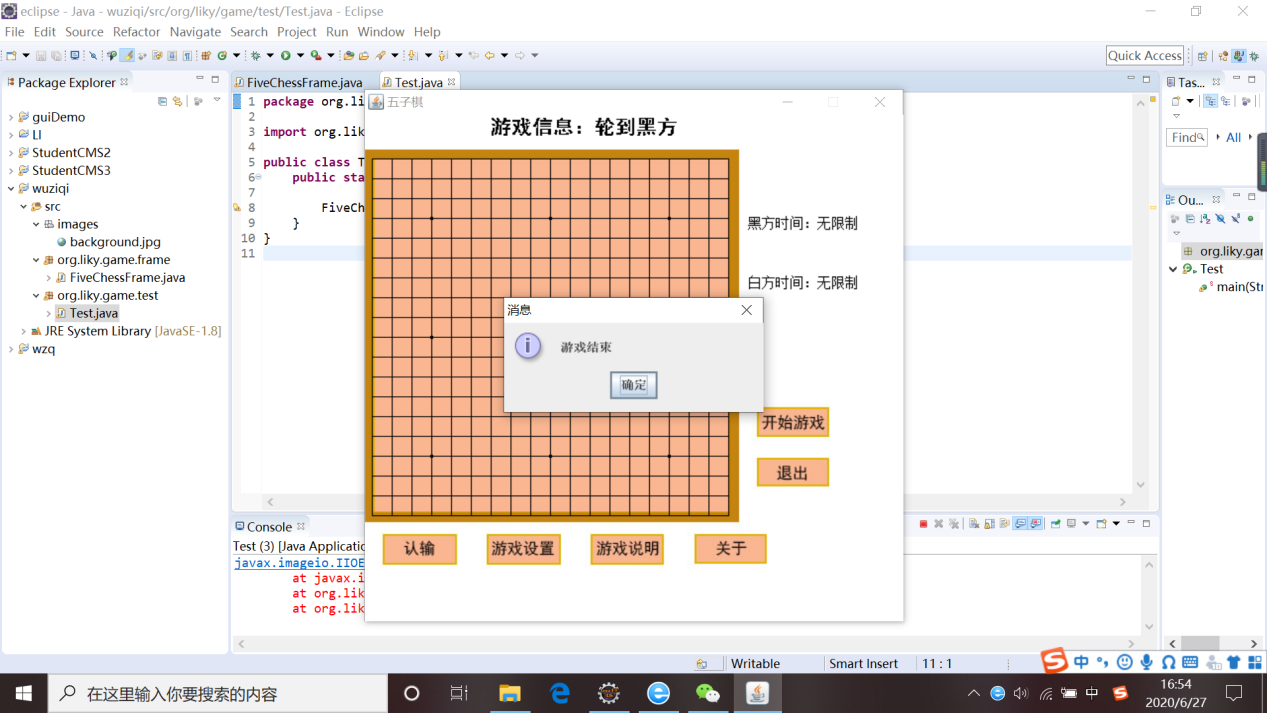 eclipse - Java - wuziqi/src/org/liky/game/test/Test.java - Eclipse
File Edit Source Refactor Navigate Search Project Run Window Help
Quick Access
Package Explorer
guiDemo
LI
StudentCMS2
StudentCMS3
wuziqi
src
images
background.jpg
org.liky.game.frame
FiveChessFrame.java
org.liky.game.test
Test.java
JRE System Library [JavaSE-1.8]
wzq
FiveChessFrame.java Test.java
1 package org.li
2
3 import org.lik
4
5 public class T
6 public sta
7
8 FiveCh
9 }
10 }
11
五子棋
游戏信息：轮到黑方
黑方时间：无限制
白方时间：无限制
消息
游戏结束
确定
开始游戏
退出
认输 游戏设置 游戏说明 关于
Tas...
Find All
Ou...
org.liky.gar
Test
main(Str
Console
Test (3) [Java Applicatio
javax.imageio.IIOE
at javax.i
at org.lik
at org.lik
Writable Smart Insert 11 : 1
中
在这里输入你要搜索的内容
中
16:54
2020/6/27